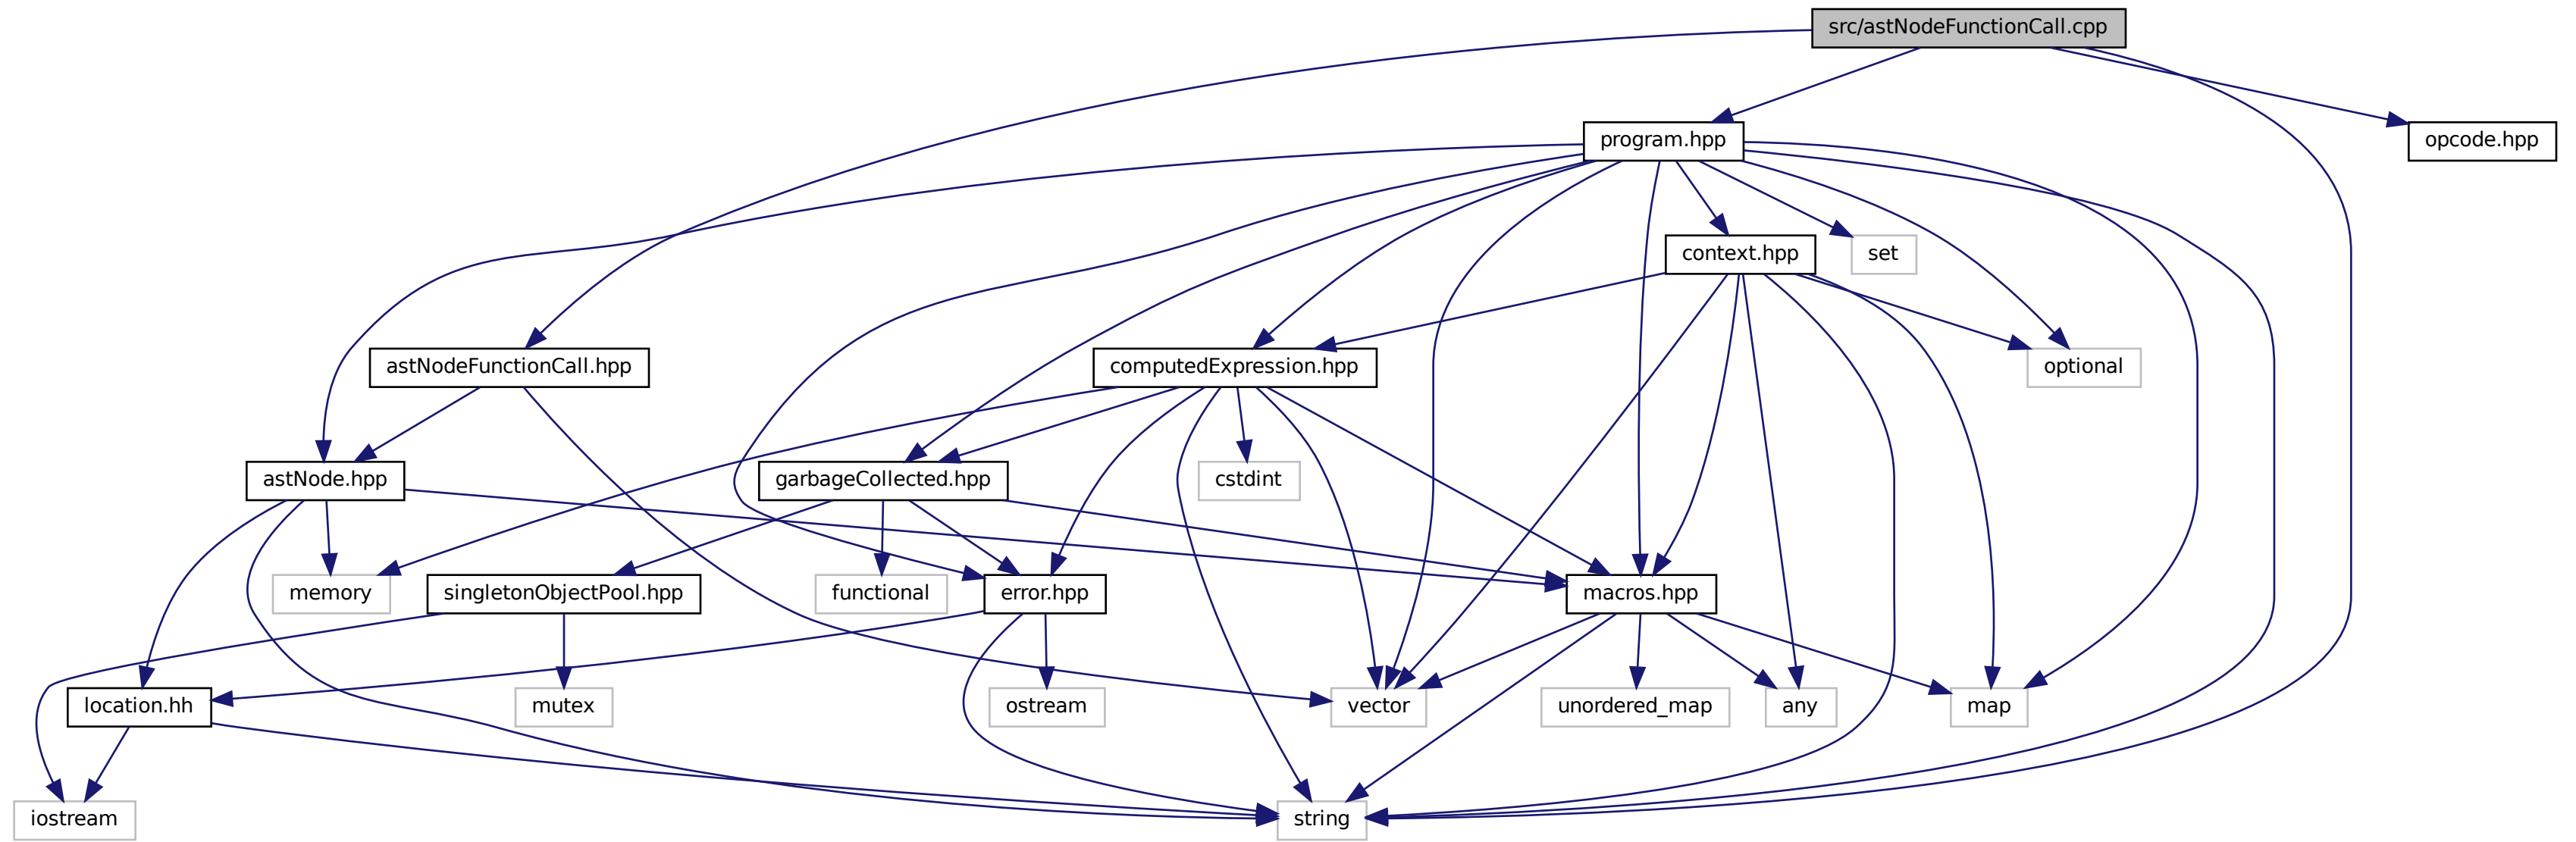 src/astNodeFunctionCall.cpp
program.hpp
opcode.hpp
context.hpp
set
astNodeFunctionCall.hpp
computedExpression.hpp
optional
astNode.hpp
garbageCollected.hpp
cstdint
memory
singletonObjectPool.hpp
functional
error.hpp
macros.hpp
location.hh
mutex
ostream
vector
unordered_map
any
map
iostream
string